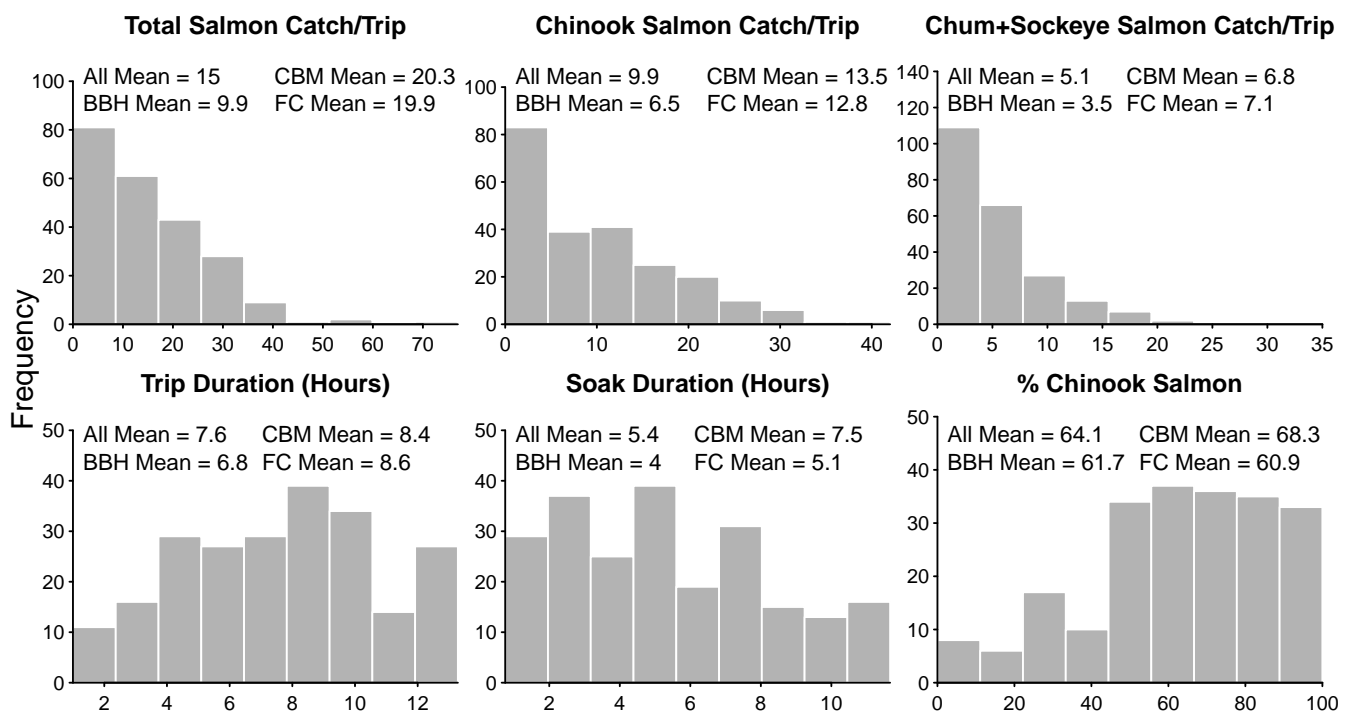 Total Salmon Catch/Trip
All Mean = 15 CBM Mean = 20.3
BBH Mean = 9.9 FC Mean = 19.9
100
80
60
40
20
0
0 10 20 30 40 50 60 70
Chinook Salmon Catch/Trip
All Mean = 9.9 CBM Mean = 13.5
BBH Mean = 6.5 FC Mean = 12.8
100
80
60
40
20
0
0 10 20 30 40
Chum+Sockeye Salmon Catch/Trip
All Mean = 5.1 CBM Mean = 6.8
BBH Mean = 3.5 FC Mean = 7.1
140
120
100
80
60
40
20
0
0 5 10 15 20 25 30 35
Frequency
Trip Duration (Hours)
All Mean = 7.6 CBM Mean = 8.4
BBH Mean = 6.8 FC Mean = 8.6
50
40
30
20
10
0
2 4 6 8 10 12
Soak Duration (Hours)
All Mean = 5.4 CBM Mean = 7.5
BBH Mean = 4 FC Mean = 5.1
50
40
30
20
10
0
2 4 6 8 10
% Chinook Salmon
All Mean = 64.1 CBM Mean = 68.3
BBH Mean = 61.7 FC Mean = 60.9
50
40
30
20
10
0
0 20 40 60 80 100